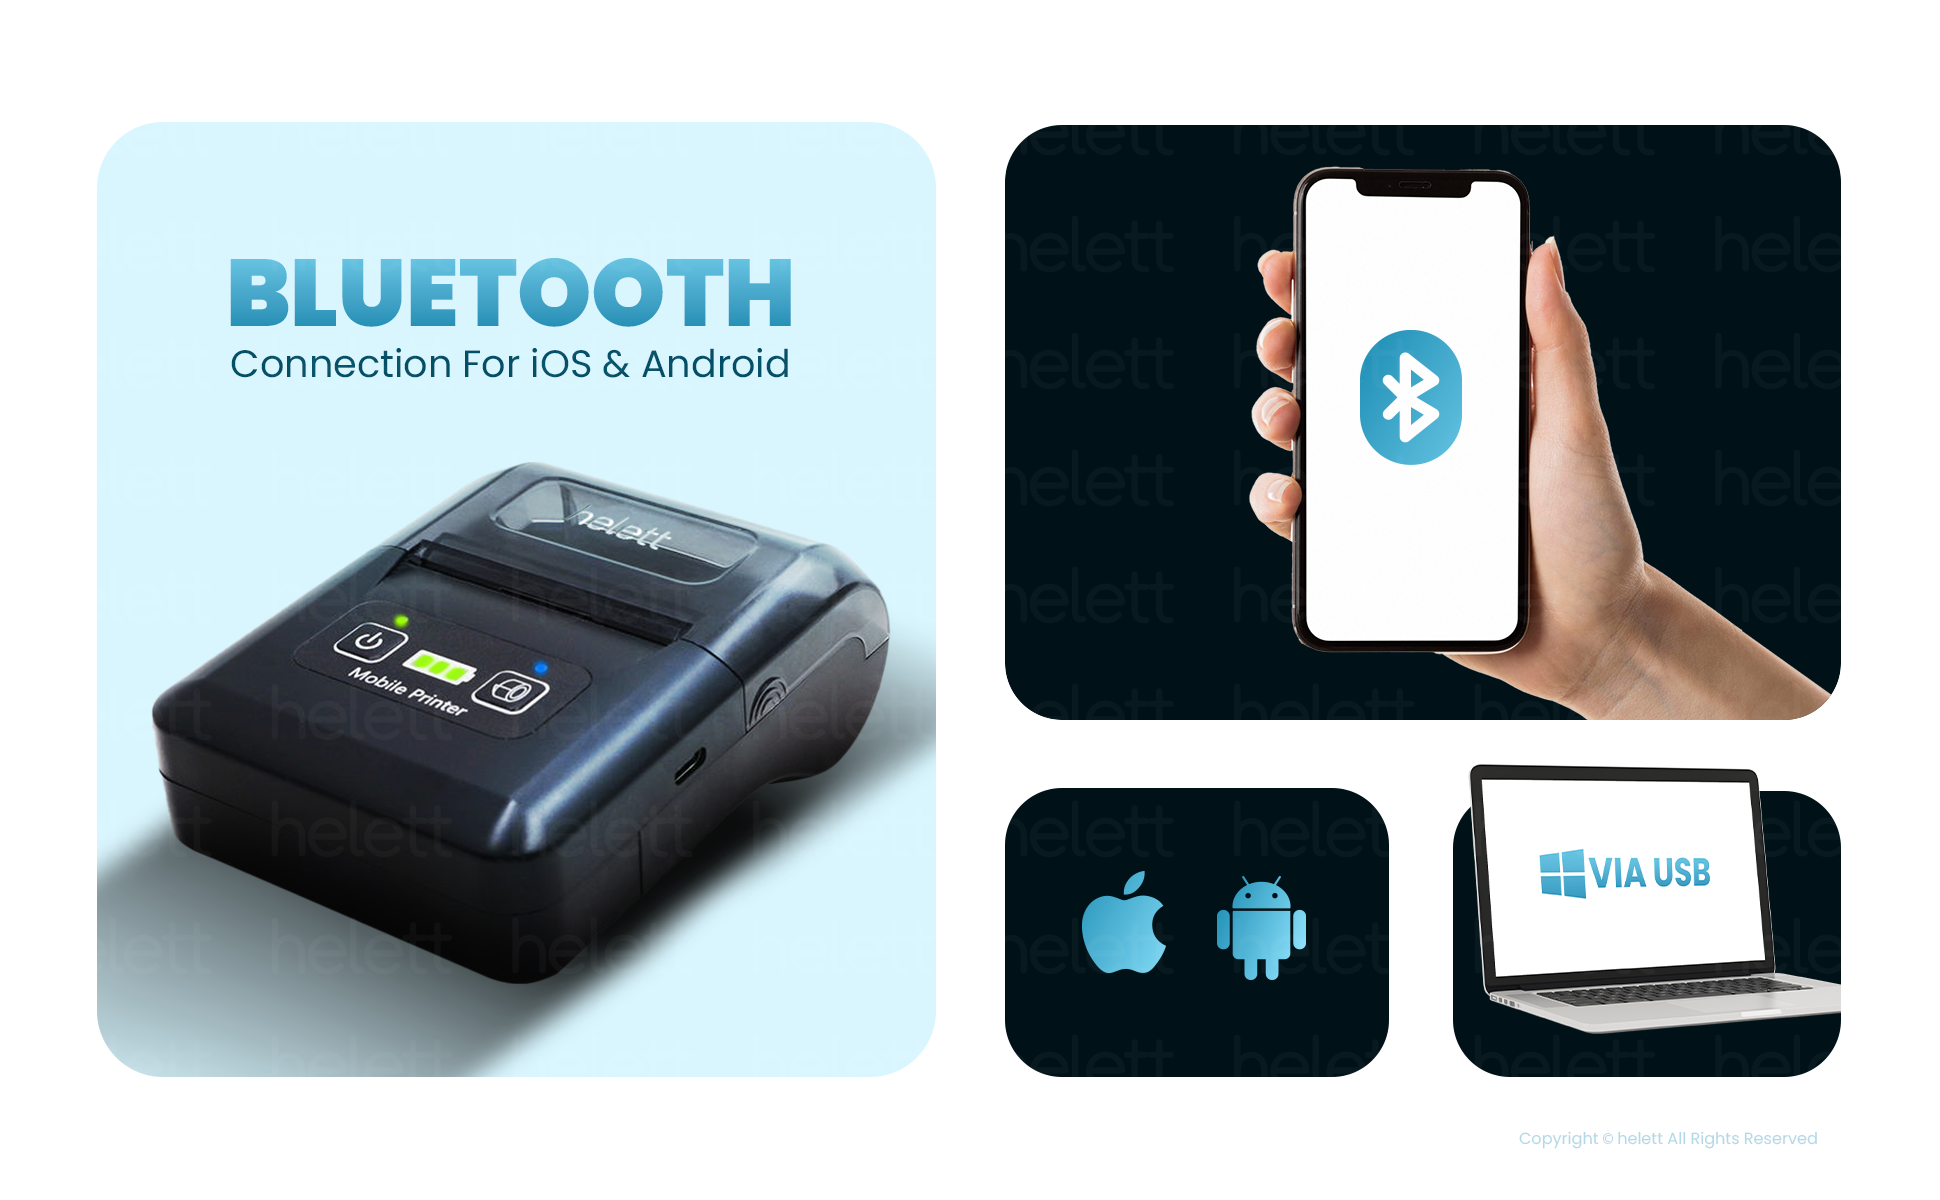 BLUETOOTH
Connection For iOS & Android
helett
Mobile Printer
VIA USB
Copyright © helett All Rights Reserved